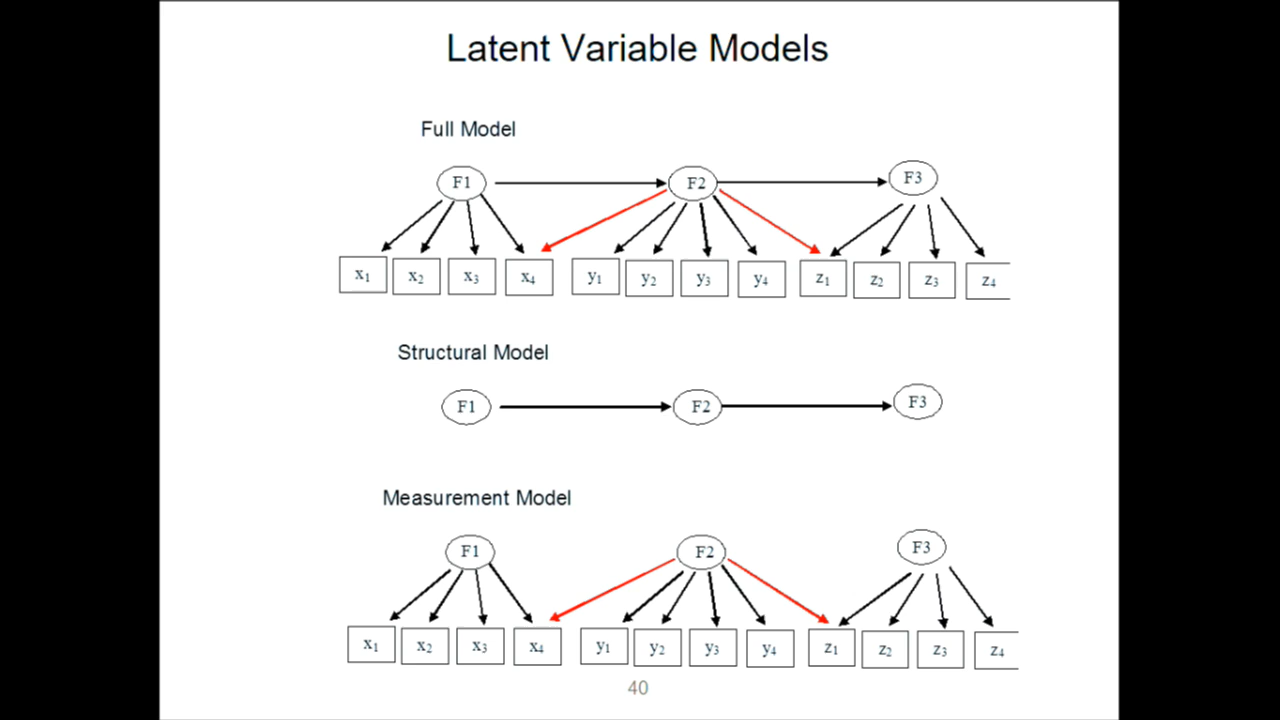 Latent Variable Models
Full Model
F1 F2 F3
x1 x2 x3 x4 y1 y2 y3 y4 z1 z2 z3 z4
Structural Model
F1 F2 F3
Measurement Model
F1 F2 F3
x1 x2 x3 x4 y1 y2 y3 y4 z1 z2 z3 z4
40